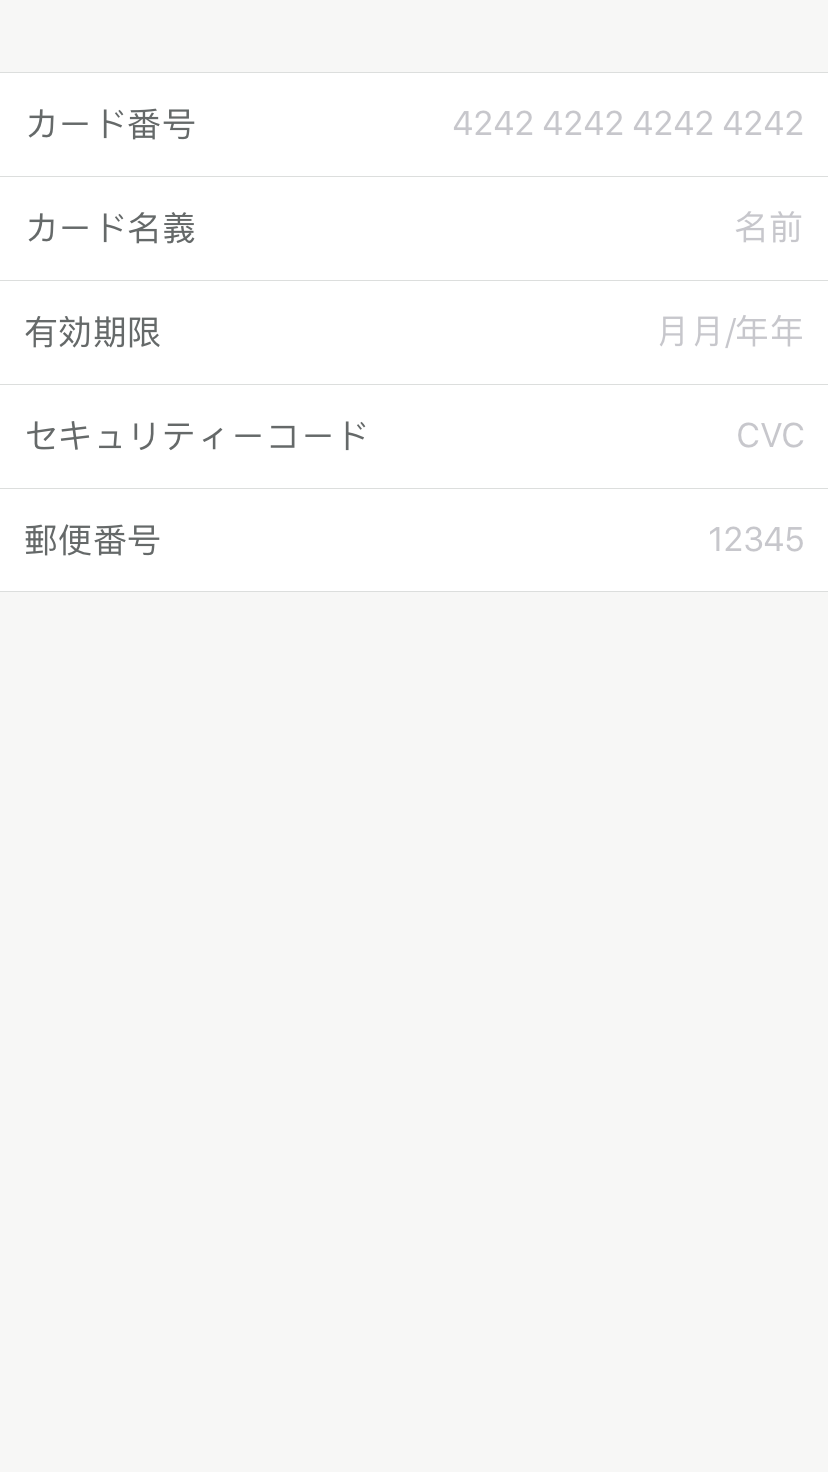 カード番号 4242 4242 4242 4242
カード名義 名前
有効期限 月月/年年
セキュリティーコード CVC
郵便番号 12345